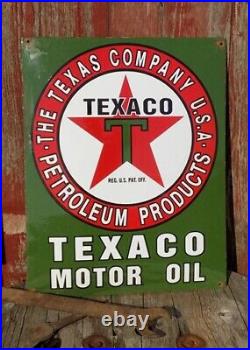 · THE TEXAS COMPANY U.S.A ·
TEXACO
T
REG. U.S. PAT. OFF.
PETROLEUM PRODUCTS
TEXACO
MOTOR OIL